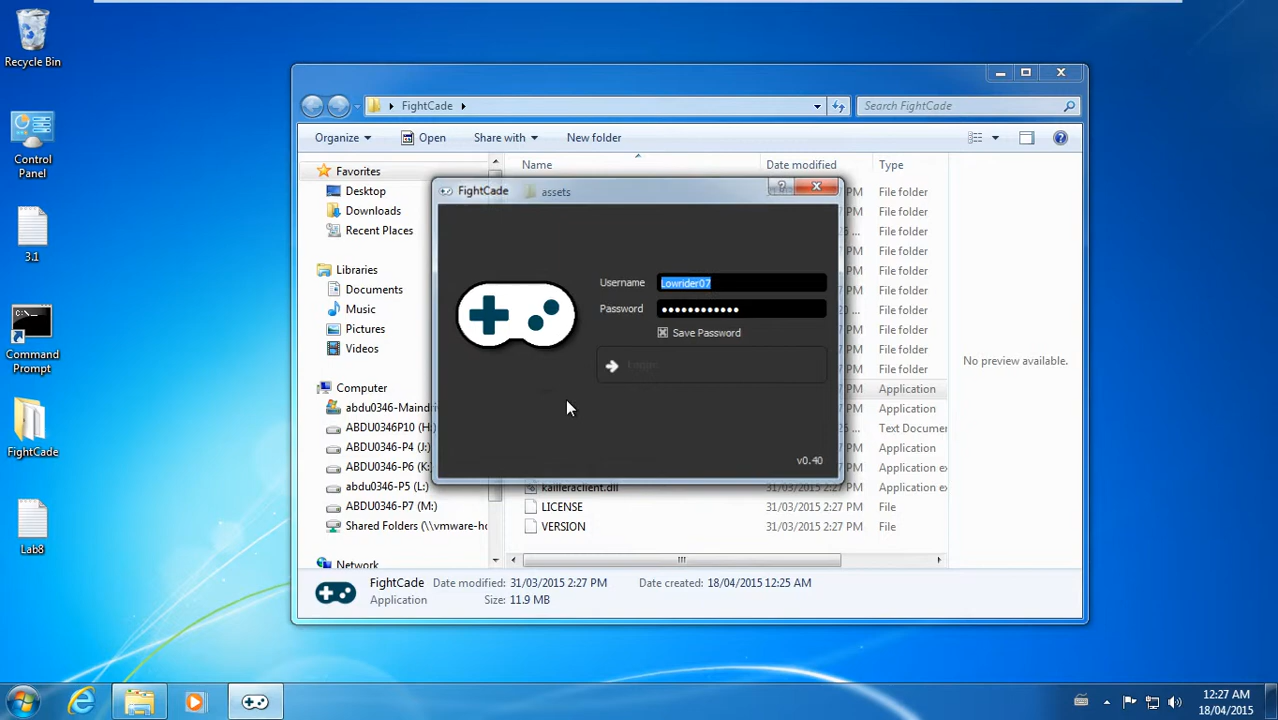 Recycle Bin
Control
Panel
3.1
Command
Prompt
FightCade
Lab8
FightCade
Search FightCade
Organize
Open
Share with
New folder
Name
Date modified
Type
Favorites
Desktop
Downloads
Recent Places
Libraries
Documents
Music
Pictures
Videos
Computer
abdu0346-Maindri
ABDU0346P10 (H:
ABDU0346-P4 (J:)
ABDU0346-P6 (K:)
abdu0346-P5 (L:)
ABDU0346-P7 (M:)
Shared Folders (\\vmware-ho
Network
FightCade
assets
Username
Lowrider07
Password
••••••••••••
Save Password
Login
v0.40
File folder
File folder
File folder
File folder
File folder
File folder
File folder
File folder
File folder
File folder
Application
Application
Text Documen
Application
Application ex
kailleraclient.dll
31/03/2015 2:27 PM
Application ex
LICENSE
31/03/2015 2:27 PM
File
VERSION
31/03/2015 2:27 PM
File
No preview available.
FightCade
Date modified: 31/03/2015 2:27 PM
Date created: 18/04/2015 12:25 AM
Application
Size: 11.9 MB
12:27 AM
18/04/2015